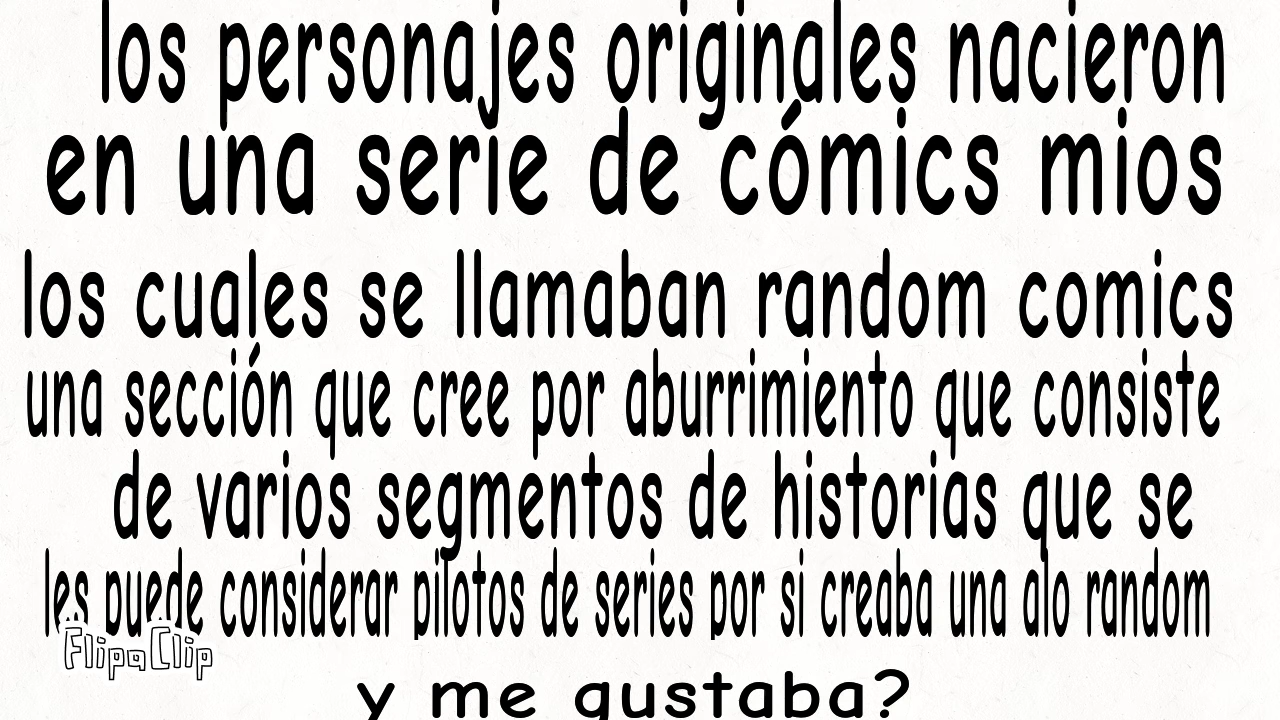 los personajes originales nacieron
en una serie de cómics mios
los cuales se llamaban random comics
una sección que cree por aburrimiento que consiste
de varios segmentos de historias que se
les puede considerar pilotos de series por si creaba una alo random
FlipaClip
y me gustaba?